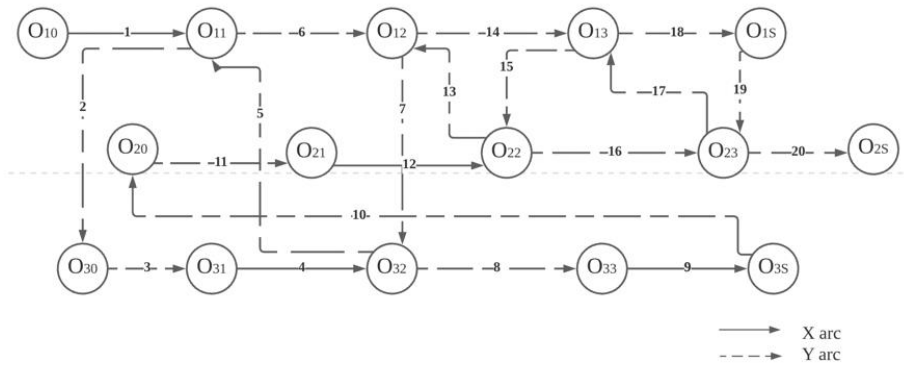 O10 1 O11 6 O12 14 O13 18 O1S
2 5 7 13 15 17 19
O20 11 O21 12 O22 16 O23 20 O2S
10
O30 3 O31 4 O32 8 O33 9 O3S
X arc
Y arc